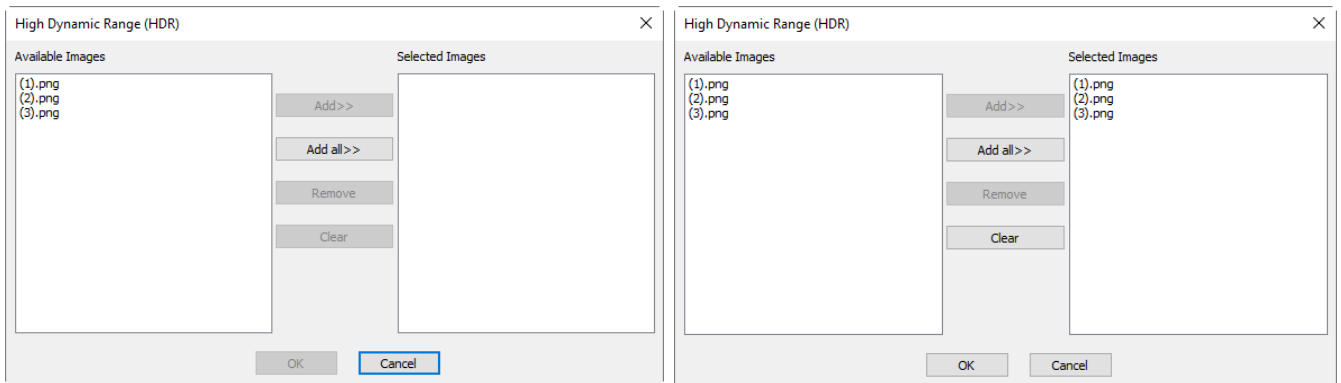 High Dynamic Range (HDR)
Available Images
Selected Images
(1).png
(2).png
(3).png
Add>>
Add all>>
Remove
Clear
OK
Cancel
High Dynamic Range (HDR)
Available Images
Selected Images
(1).png
(2).png
(3).png
Add>>
Add all>>
Remove
Clear
(1).png
(2).png
(3).png
OK
Cancel